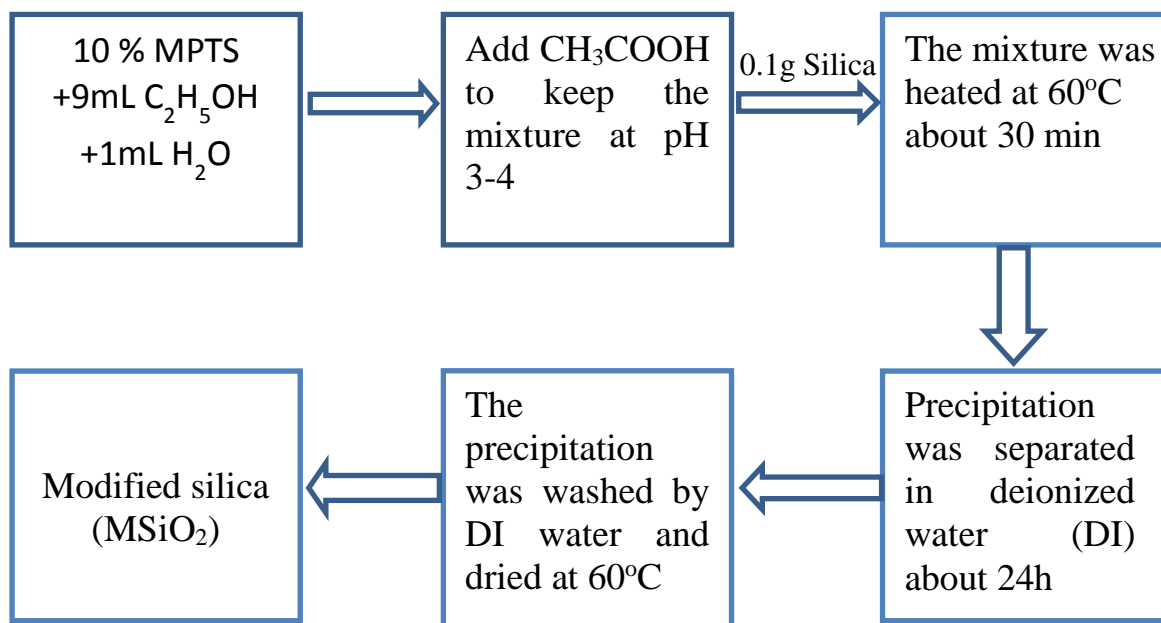 10 % MPTS
+9mL C₂H₅OH
+1mL H₂O
Add CH₃COOH
to keep the
mixture at pH
3-4
0.1g Silica
The mixture was
heated at 60ᵒC
about 30 min
Precipitation
was separated
in deionized
water (DI)
about 24h
The
precipitation
was washed by
DI water and
dried at 60ᵒC
Modified silica
(MSiO₂)